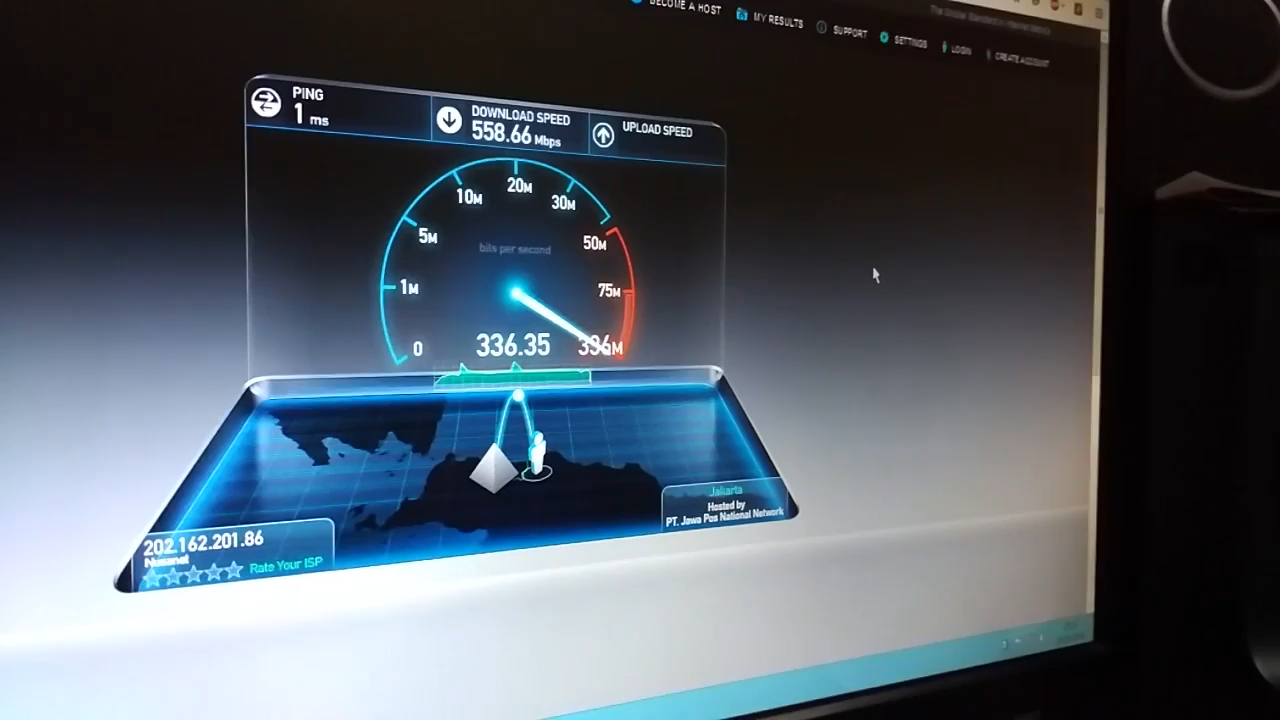 BECOME A HOST
MY RESULTS
SUPPORT
SETTINGS
LOGIN
CREATE ACCOUNT
PING
1 ms
DOWNLOAD SPEED
558.66 Mbps
UPLOAD SPEED
0
1M
5M
10M
20M
30M
50M
75M
336M
bits per second
336.35
202.162.201.86
Nusanet
Rate Your ISP
Jakarta
Hosted by
PT. Jawa Pos National Network